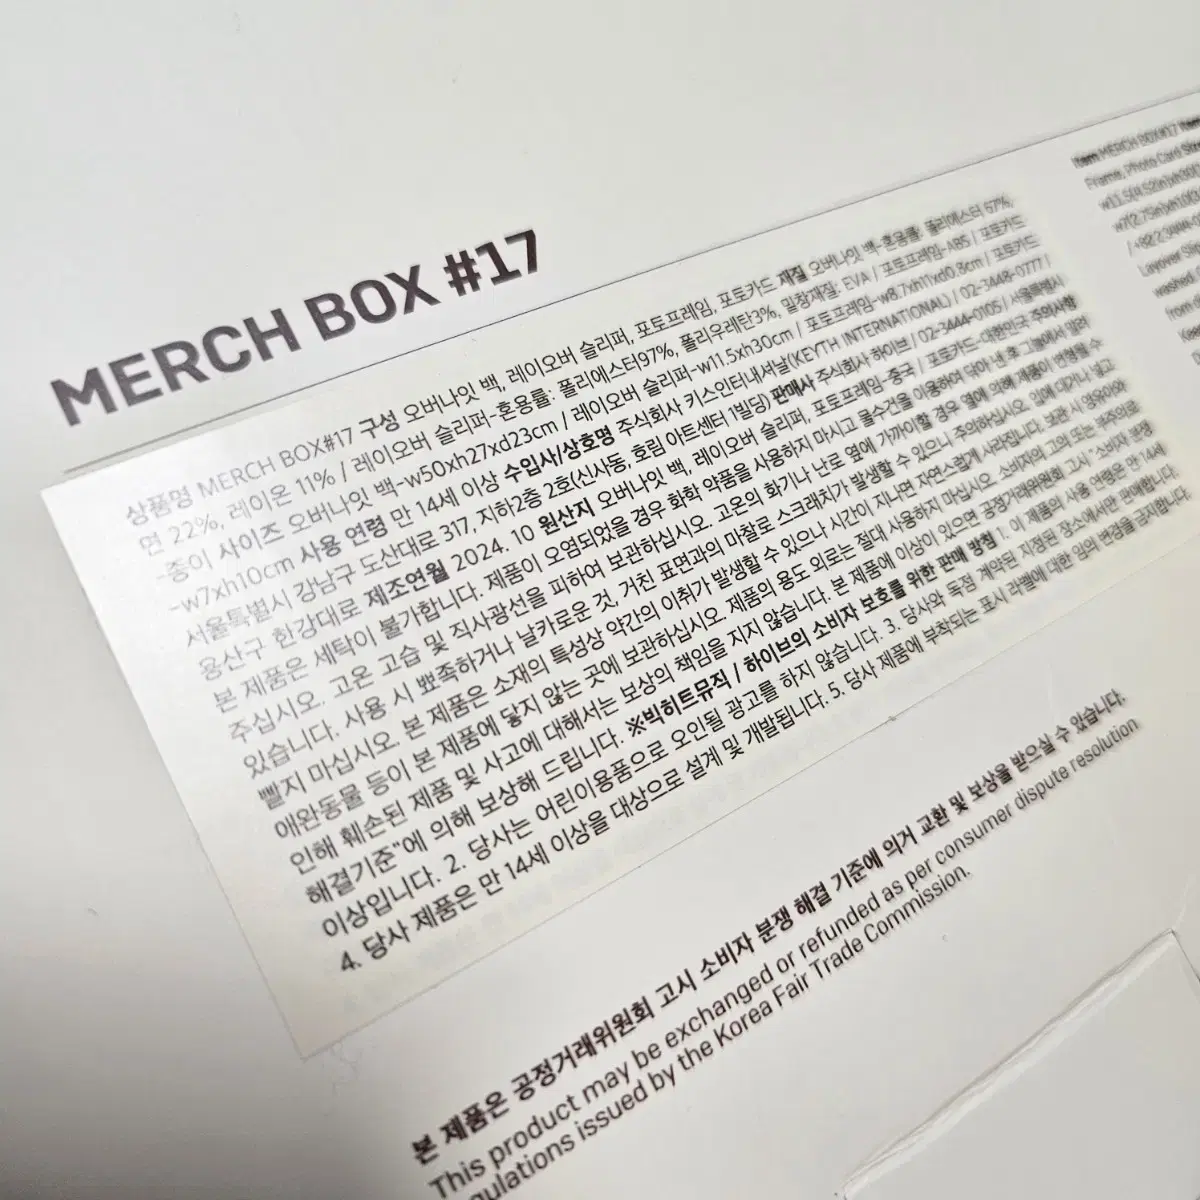 MERCH BOX #17
상품명 MERCH BOX#17 구성 오버나잇 백, 레이오버 슬리퍼, 포토프레임, 포토카드 재질 오버나잇 백-혼용률: 폴리에스터 67%,
면 22%, 레이온 11% / 레이오버 슬리퍼-혼용률: 폴리에스터97%, 폴리우레탄3%, 밑창재질: EVA / 포토프레임-ABS / 포토카드
-종이 사이즈 오버나잇 백-w50xh27xd23cm / 레이오버 슬리퍼-w11.5xh30cm / 포토프레임-w8.7xh11xd0.8cm / 포토카드
-w7xh10cm 사용 연령 만 14세 이상 수입사/상호명 주식회사 키스인터내셔날(KEYTH INTERNATIONAL) / 02-3448-0777 /
서울특별시 강남구 도산대로 317, 지하2층 2호(신사동, 호림 아트센터 1빌딩) 판매사 주식회사 하이브 / 02-3444-0105 / 서울특별시
용산구 한강대로 제조연월 2024. 10 원산지 오버나잇 백, 레이오버 슬리퍼, 포토프레임-중국 / 포토카드-대한민국 주의사항
본 제품은 세탁이 불가합니다. 제품이 오염되었을 경우 화학 약품을 사용하지 마시고 물수건을 이용하여 닦아 낸 후 그늘에서 말려
주십시오. 고온 고습 및 직사광선을 피하여 보관하십시오. 고온의 화기나 난로 옆에 가까이할 경우 열에 의해 제품이 변형될 수
있습니다. 사용 시 뾰족하거나 날카로운 것, 거친 표면과의 마찰로 스크래치가 발생할 수 있으니 주의하십시오. 입에 대거나 넣고
빨지 마십시오. 본 제품은 소재의 특성상 약간의 이취가 발생할 수 있으나 시간이 지나면 자연스럽게 사라집니다. 보관 시 영유아와
애완동물 등이 본 제품에 닿지 않는 곳에 보관하십시오. 제품의 용도 외로는 절대 사용하지 마십시오. 소비자의 고의 또는 부주의로
인해 훼손된 제품 및 사고에 대해서는 보상의 책임을 지지 않습니다. 본 제품에 이상이 있으면 공정거래위원회 고시 "소비자 분쟁
해결기준"에 의해 보상해 드립니다. ※빅히트뮤직 / 하이브의 소비자 보호를 위한 판매 방침 1. 이 제품의 사용 연령은 만 14세
이상입니다. 2. 당사는 어린이용품으로 오인될 광고를 하지 않습니다. 3. 당사와 독점 계약된 지정된 장소에서만 판매합니다.
4. 당사 제품은 만 14세 이상을 대상으로 설계 및 개발됩니다. 5. 당사 제품에 부착되는 표시 라벨에 대한 임의 변경을 금지합니다.
Item MERCH BOX#17
Frame, Photo Card
본 제품은 공정거래위원회 고시 소비자 분쟁 해결 기준에 의거 교환 및 보상을 받으실 수 있습니다.
This product may be exchanged or refunded as per consumer dispute resolution
issued by the Korea Fair Trade Commission.